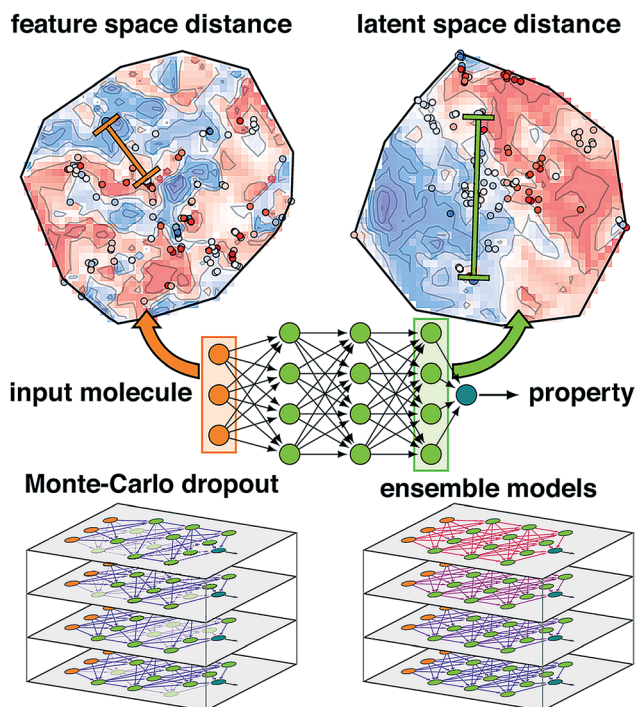 feature space distance
latent space distance
input molecule
property
Monte-Carlo dropout
ensemble models